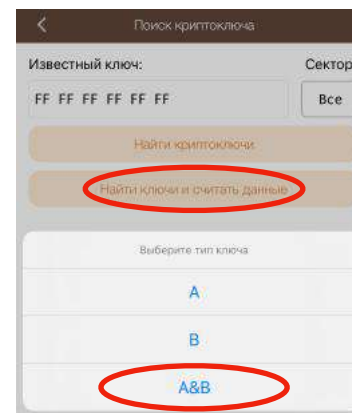 Поиск криптоключа
Известный ключ: Сектор
FF FF FF FF FF FF Все
Найти криптоключи
Найти ключи и считать данные
Выберите тип ключа
A
B
A&B